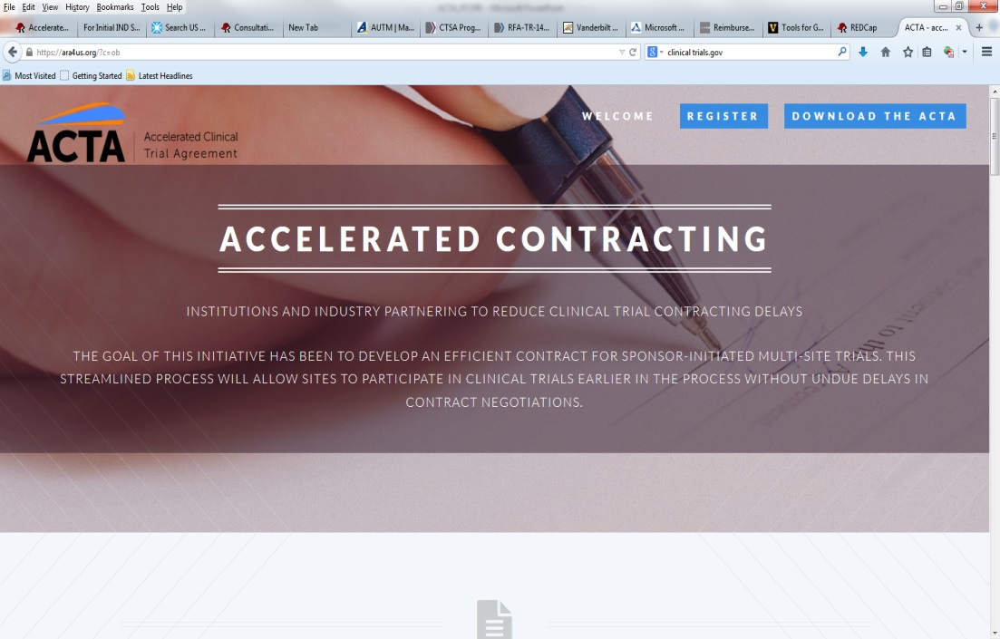 File Edit View History Bookmarks Tools Help
Accelerate... For Initial IND S... Search US ... Consultati... New Tab AUTM | Ma... CTSA Prog... RFA-TR-14... Vanderbilt ... Microsoft ... Reimburse... Tools for G... REDCap ACTA - acc...
https://ara4us.org/?c=ob clinical trials.gov
Most Visited Getting Started Latest Headlines
WELCOME REGISTER DOWNLOAD THE ACTA
ACTA
Accelerated Clinical
Trial Agreement
ACCELERATED CONTRACTING
INSTITUTIONS AND INDUSTRY PARTNERING TO REDUCE CLINICAL TRIAL CONTRACTING DELAYS
THE GOAL OF THIS INITIATIVE HAS BEEN TO DEVELOP AN EFFICIENT CONTRACT FOR SPONSOR-INITIATED MULTI-SITE TRIALS. THIS
STREAMLINED PROCESS WILL ALLOW SITES TO PARTICIPATE IN CLINICAL TRIALS EARLIER IN THE PROCESS WITHOUT UNDUE DELAYS IN
CONTRACT NEGOTIATIONS.